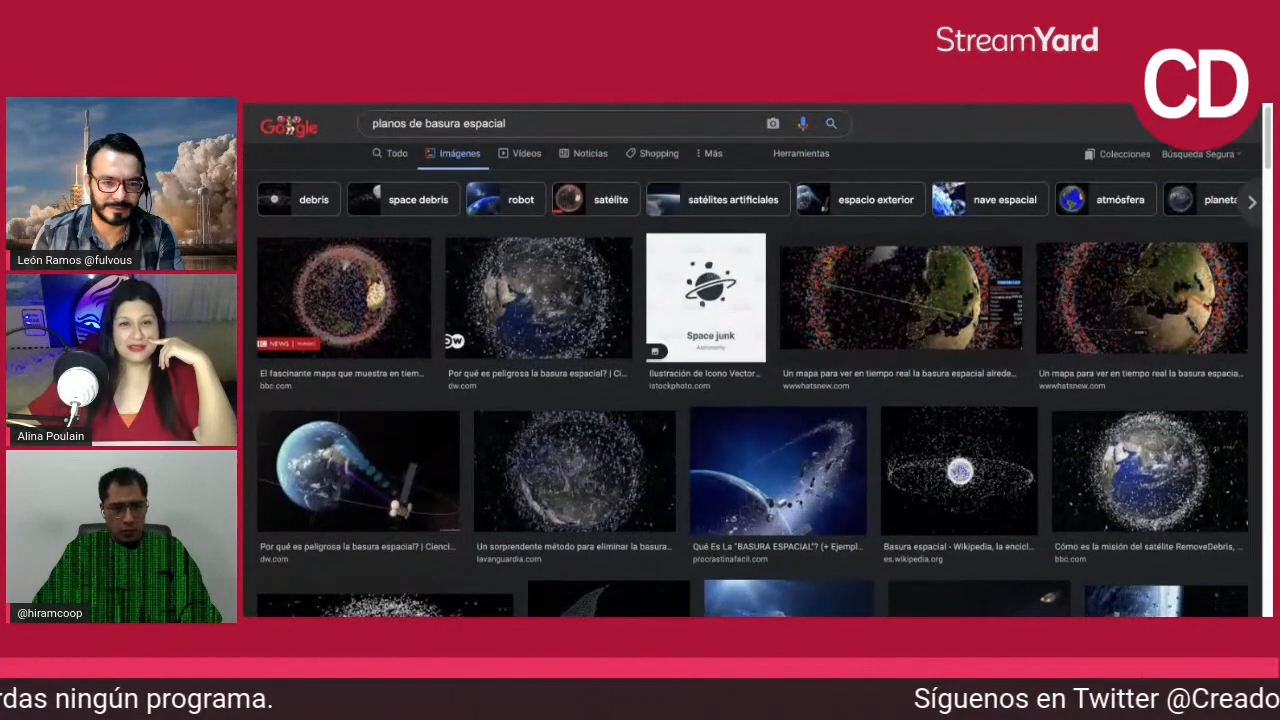 StreamYard
CD
Google
planos de basura espacial
Todo
Imágenes
Vídeos
Noticias
Shopping
Más
Herramientas
Colecciones
Búsqueda Segura
debris
space debris
robot
satélite
satélites artificiales
espacio exterior
nave espacial
atmósfera
planeta
NEWS
Space junk
Astronomy
El fascinante mapa que muestra en tiem...
bbc.com
Por qué es peligrosa la basura espacial? | Ci...
dw.com
Ilustración de Icono Vector...
istockphoto.com
Un mapa para ver en tiempo real la basura espacial alrede...
wwwhatsnew.com
Un mapa para ver en tiempo real la basura espacia...
wwwhatsnew.com
Por qué es peligrosa la basura espacial? | Cienci...
dw.com
Un sorprendente método para eliminar la basura...
lavanguardia.com
Qué Es La "BASURA ESPACIAL"? (+ Ejempl...
procrastinafacil.com
Basura espacial - Wikipedia, la encicl...
es.wikipedia.org
Cómo es la misión del satélite RemoveDebris, ...
bbc.com
León Ramos @fulvous
Alina Poulain
@hiramcoop
rdas ningún programa.
Síguenos en Twitter @Creado